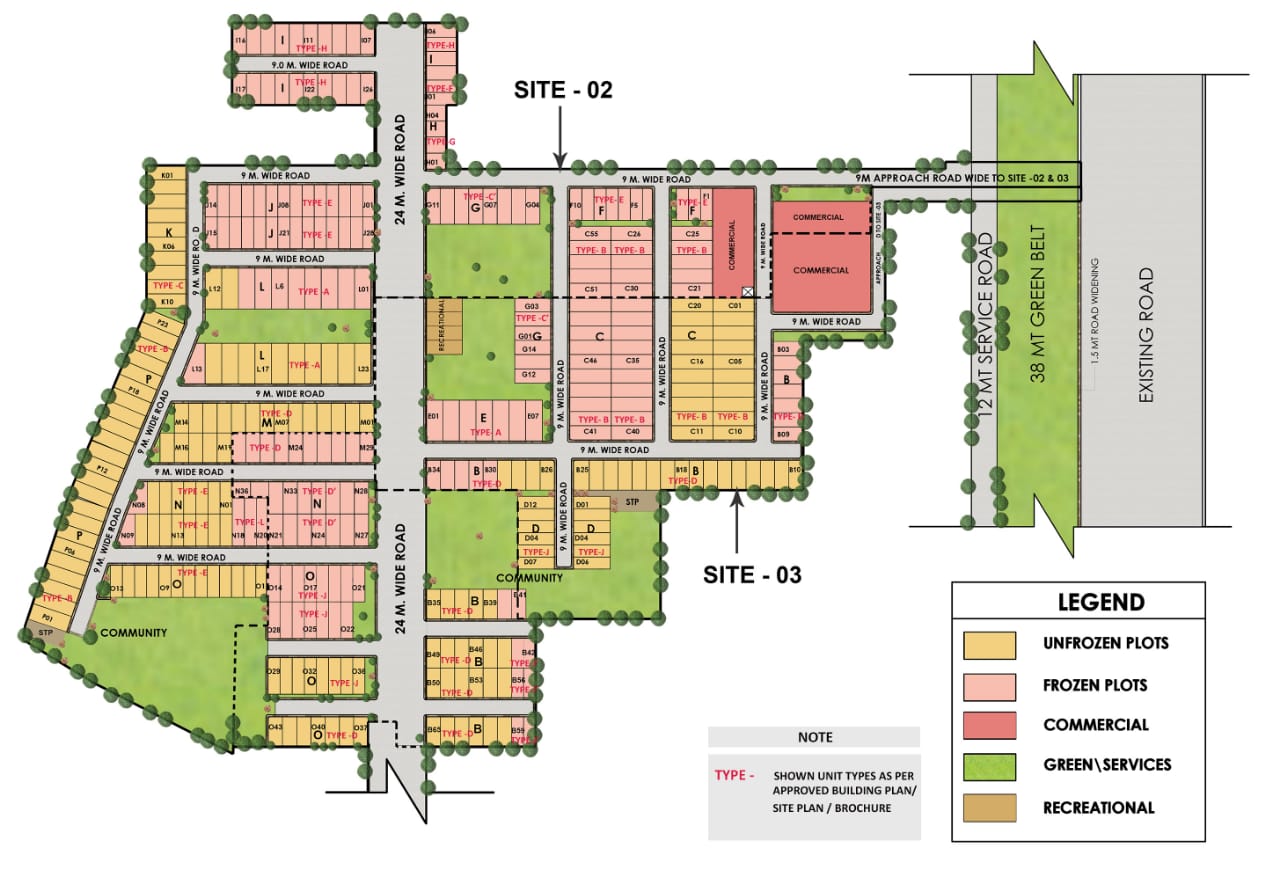 I16
I
I11
I07
TYPE -H
9.0 M. WIDE ROAD
I17
I
TYPE -H
I22
I26
I06
TYPE-H
I
TYPE-F
I01
H04
H
TYPE-G
H01
24 M. WIDE ROAD
SITE - 02
9 M. WIDE ROAD
9 M. WIDE ROAD
9M APPROACH ROAD WIDE TO SITE -02 & 03
K01
K
K06
TYPE -C
K10
9 M. WIDE ROAD
J14
J
J08
TYPE -E
J01
J15
J
J21
TYPE -E
J28
9 M. WIDE ROAD
L12
L
L6
TYPE -A
L01
L13
L
L17
TYPE -A
L23
9 M. WIDE ROAD
P23
TYPE -B
P
P18
P12
P
P06
TYPE -B
P01
STP
9 M. WIDE ROAD
9 M. WIDE ROAD
M14
TYPE -D
M
M07
M01
M16
TYPE -D
M24
M29
9 M. WIDE ROAD
N08
TYPE -E
N
N01
N36
N33
TYPE -D'
N28
N
N09
TYPE -E
N13
TYPE -L
N18
N20
N21
N24
TYPE -D'
N27
9 M. WIDE ROAD
O13
TYPE -E
O9
O
COMMUNITY
O14
O
O17
TYPE -J
O21
TYPE -J
O28
O25
O22
O29
O32
O
TYPE -J
O36
O43
O40
O
TYPE -D
O37
24 M. WIDE ROAD
G11
TYPE -C'
G
G07
G04
RECREATIONAL
G03
TYPE -C'
G01
G
G14
G12
E01
E
TYPE- A
E07
9 M. WIDE ROAD
F10
TYPE- E
F
F5
C55
C26
TYPE- B
TYPE- B
C51
C30
C
C46
C35
TYPE- B
TYPE- B
C41
C40
9 M. WIDE ROAD
TYPE- E
F1
F
C25
TYPE- B
C21
COMMERCIAL
C20
C01
C
C16
C05
TYPE- B
TYPE- B
C11
C10
9 M. WIDE ROAD
9 M. WIDE ROAD
COMMERCIAL
COMMERCIAL
9 M. WIDE ROAD
B03
B
B09
9 M. WIDE ROAD
B34
B
B30
TYPE-D
B26
B25
B18
B
TYPE-D
B10
STP
9 M. WIDE ROAD
D12
D
D04
TYPE-J
D07
D01
D
D04
TYPE-J
D06
COMMUNITY
SITE - 03
B35
B
TYPE -D
B39
B41
B49
B46
TYPE -D
B
B42
B50
B53
TYPE -D
B56
B65
TYPE -D
B
B59
12 MT SERVICE ROAD
38 MT GREEN BELT
1.5 MT ROAD WIDENING
EXISTING ROAD
NOTE
TYPE - SHOWN UNIT TYPES AS PER
APPROVED BUILDING PLAN/
SITE PLAN / BROCHURE
LEGEND
UNFROZEN PLOTS
FROZEN PLOTS
COMMERCIAL
GREEN\SERVICES
RECREATIONAL